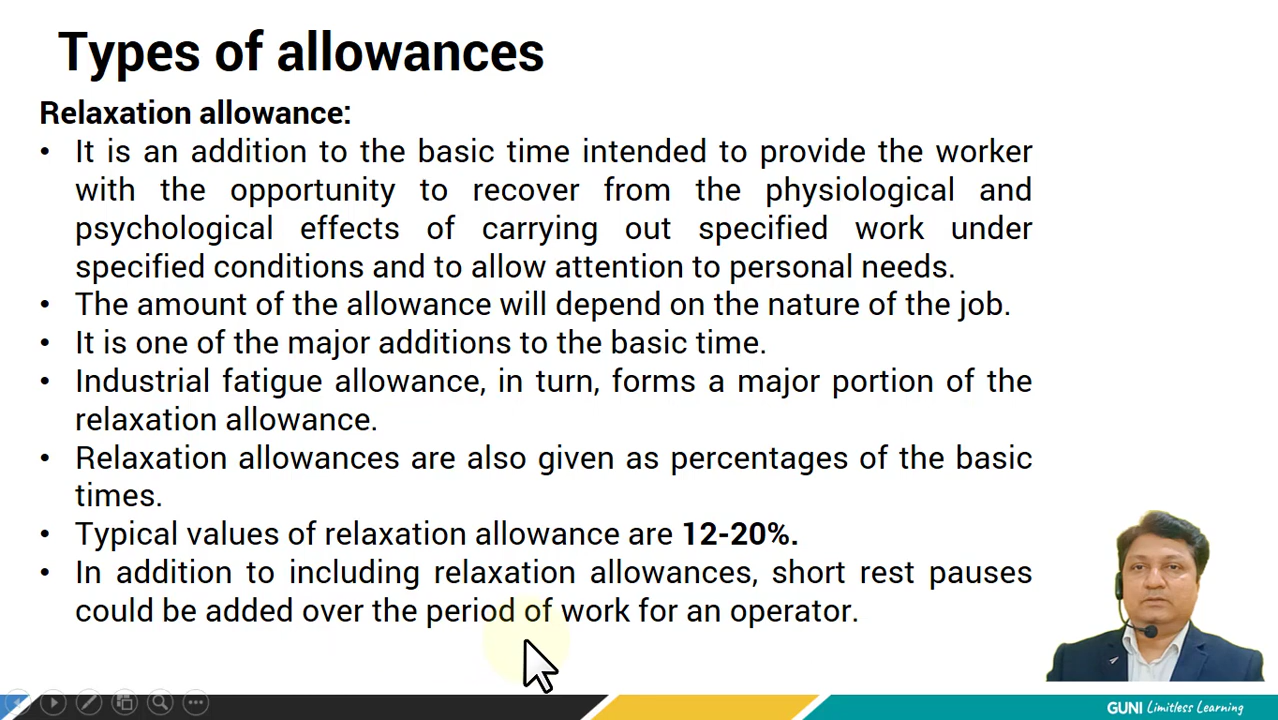 Types of allowances
Relaxation allowance:
• It is an addition to the basic time intended to provide the worker
with the opportunity to recover from the physiological and
psychological effects of carrying out specified work under
specified conditions and to allow attention to personal needs.
• The amount of the allowance will depend on the nature of the job.
• It is one of the major additions to the basic time.
• Industrial fatigue allowance, in turn, forms a major portion of the
relaxation allowance.
• Relaxation allowances are also given as percentages of the basic
times.
• Typical values of relaxation allowance are 12-20%.
• In addition to including relaxation allowances, short rest pauses
could be added over the period of work for an operator.
GUNI Limitless Learning